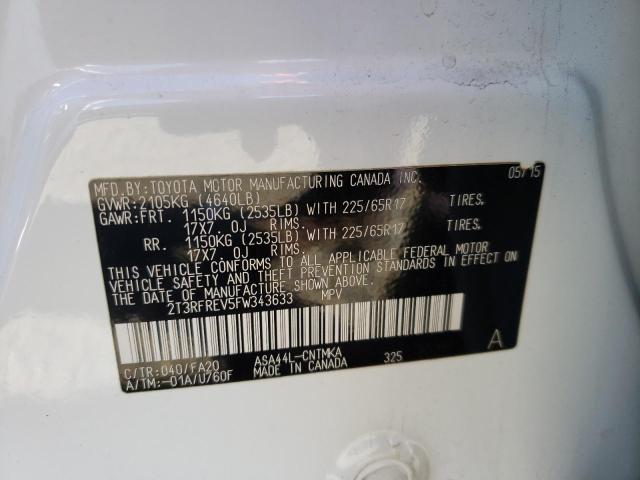 MFD.BY:TOYOTA MOTOR MANUFACTURING CANADA INC. 05/15
GVWR:2105KG (4640LB)
GAWR:FRT. 1150KG (2535LB) WITH 225/65R17 TIRES,
17X7. 0J RIMS.
RR. 1150KG (2535LB) WITH 225/65R17 TIRES,
17X7. 0J RIMS.
THIS VEHICLE CONFORMS TO ALL APPLICABLE FEDERAL MOTOR
VEHICLE SAFETY AND THEFT PREVENTION STANDARDS IN EFFECT ON
THE DATE OF MANUFACTURE SHOWN ABOVE.
2T3RFREV5FW343633 MPV
C/TR:040/FA20 ASA44L-CNTMKA 325 A
A/TM:-01A/U760F MADE IN CANADA